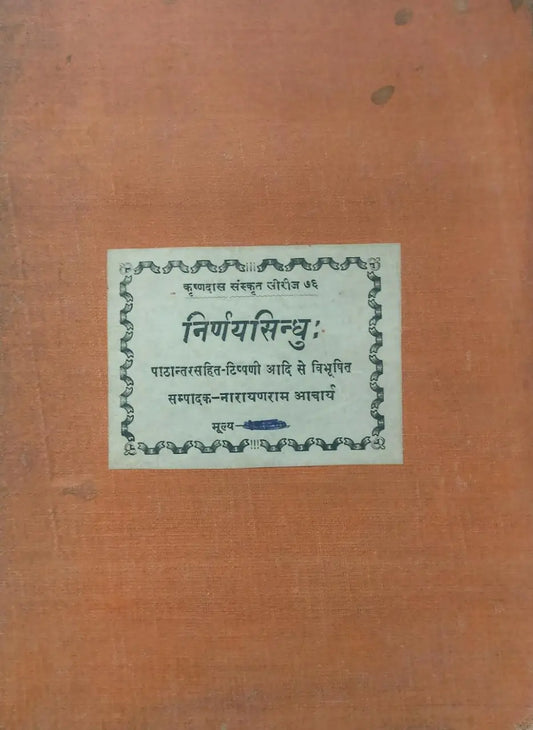 कृष्णदास संस्कृत सीरीज ७६
निर्णयसिन्धुः
पाठान्तरसहित-टिप्पणी आदि से विभूषित
सम्पादक-नारायणराम आचार्य
मूल्य-